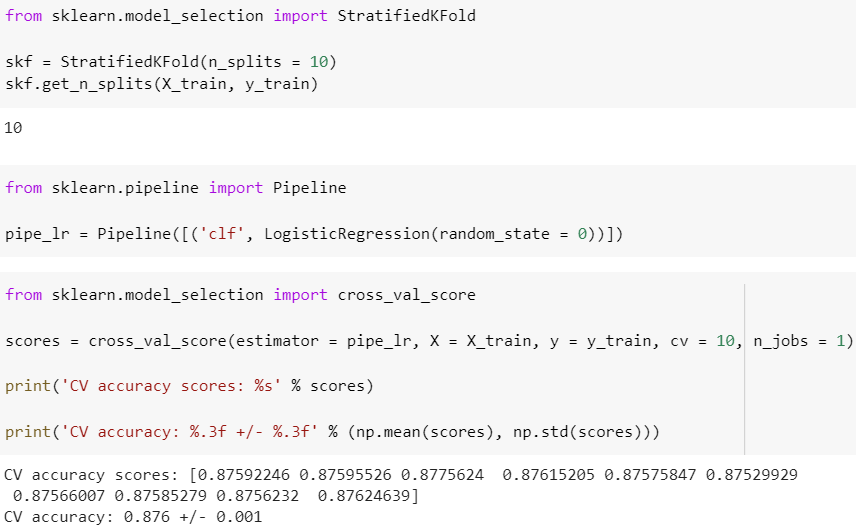 from sklearn.model_selection import StratifiedKFold
skf = StratifiedKFold(n_splits = 10)
skf.get_n_splits(X_train, y_train)
10
from sklearn.pipeline import Pipeline
pipe_lr = Pipeline([('clf', LogisticRegression(random_state = 0))])
from sklearn.model_selection import cross_val_score
scores = cross_val_score(estimator = pipe_lr, X = X_train, y = y_train, cv = 10, n_jobs = 1)
print('CV accuracy scores: %s' % scores)
print('CV accuracy: %.3f +/- %.3f' % (np.mean(scores), np.std(scores)))
CV accuracy scores: [0.87592246 0.87595526 0.8775624  0.87615205 0.87575847 0.87529929
 0.87566007 0.87585279 0.8756232  0.87624639]
CV accuracy: 0.876 +/- 0.001